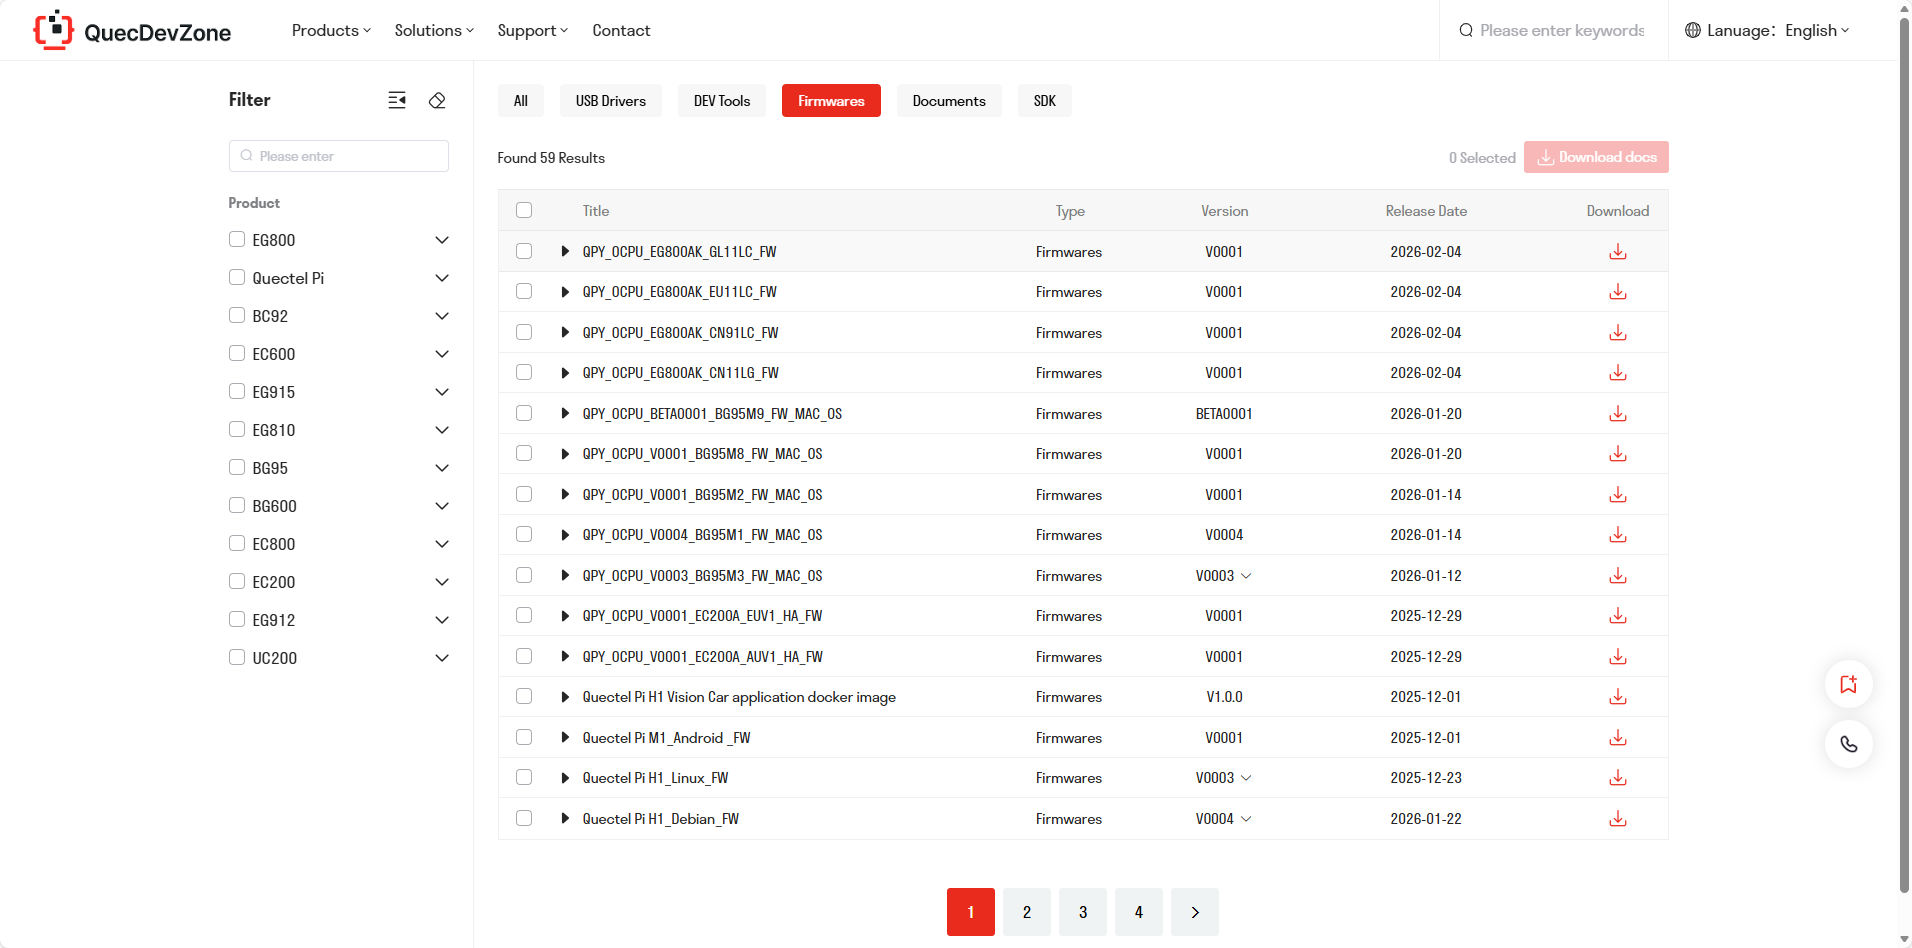 QuecDevZone Products Solutions Support Contact Please enter keywords Lanuage： English
Filter
Please enter
Product
EG800
Quectel Pi
BC92
EC600
EG915
EG810
BG95
BG600
EC800
EC200
EG912
UC200
All USB Drivers DEV Tools Firmwares Documents SDK
Found 59 Results 0 Selected Download docs
Title Type Version Release Date Download
QPY_OCPU_EG800AK_GL11LC_FW Firmwares V0001 2026-02-04
QPY_OCPU_EG800AK_EU11LC_FW Firmwares V0001 2026-02-04
QPY_OCPU_EG800AK_CN91LC_FW Firmwares V0001 2026-02-04
QPY_OCPU_EG800AK_CN11LG_FW Firmwares V0001 2026-02-04
QPY_OCPU_BETA0001_BG95M9_FW_MAC_OS Firmwares BETA0001 2026-01-20
QPY_OCPU_V0001_BG95M8_FW_MAC_OS Firmwares V0001 2026-01-20
QPY_OCPU_V0001_BG95M2_FW_MAC_OS Firmwares V0001 2026-01-14
QPY_OCPU_V0004_BG95M1_FW_MAC_OS Firmwares V0004 2026-01-14
QPY_OCPU_V0003_BG95M3_FW_MAC_OS Firmwares V0003 2026-01-12
QPY_OCPU_V0001_EC200A_EUV1_HA_FW Firmwares V0001 2025-12-29
QPY_OCPU_V0001_EC200A_AUV1_HA_FW Firmwares V0001 2025-12-29
Quectel Pi H1 Vision Car application docker image Firmwares V1.0.0 2025-12-01
Quectel Pi M1_Android _FW Firmwares V0001 2025-12-01
Quectel Pi H1_Linux_FW Firmwares V0003 2025-12-23
Quectel Pi H1_Debian_FW Firmwares V0004 2026-01-22
1 2 3 4